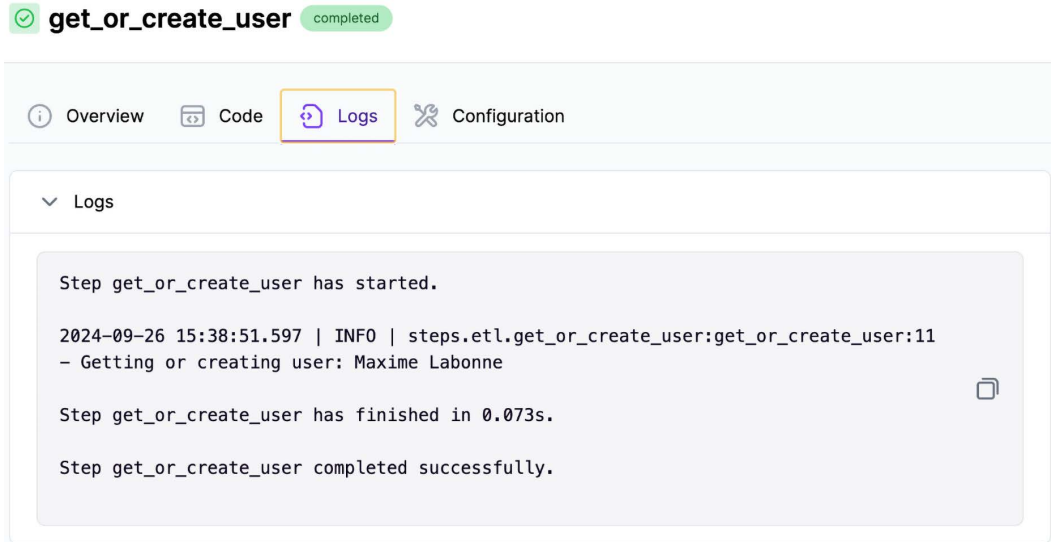 get_or_create_user completed
Overview Code Logs Configuration
Logs
Step get_or_create_user has started.
2024-09-26 15:38:51.597 | INFO | steps.etl.get_or_create_user:get_or_create_user:11
– Getting or creating user: Maxime Labonne
Step get_or_create_user has finished in 0.073s.
Step get_or_create_user completed successfully.